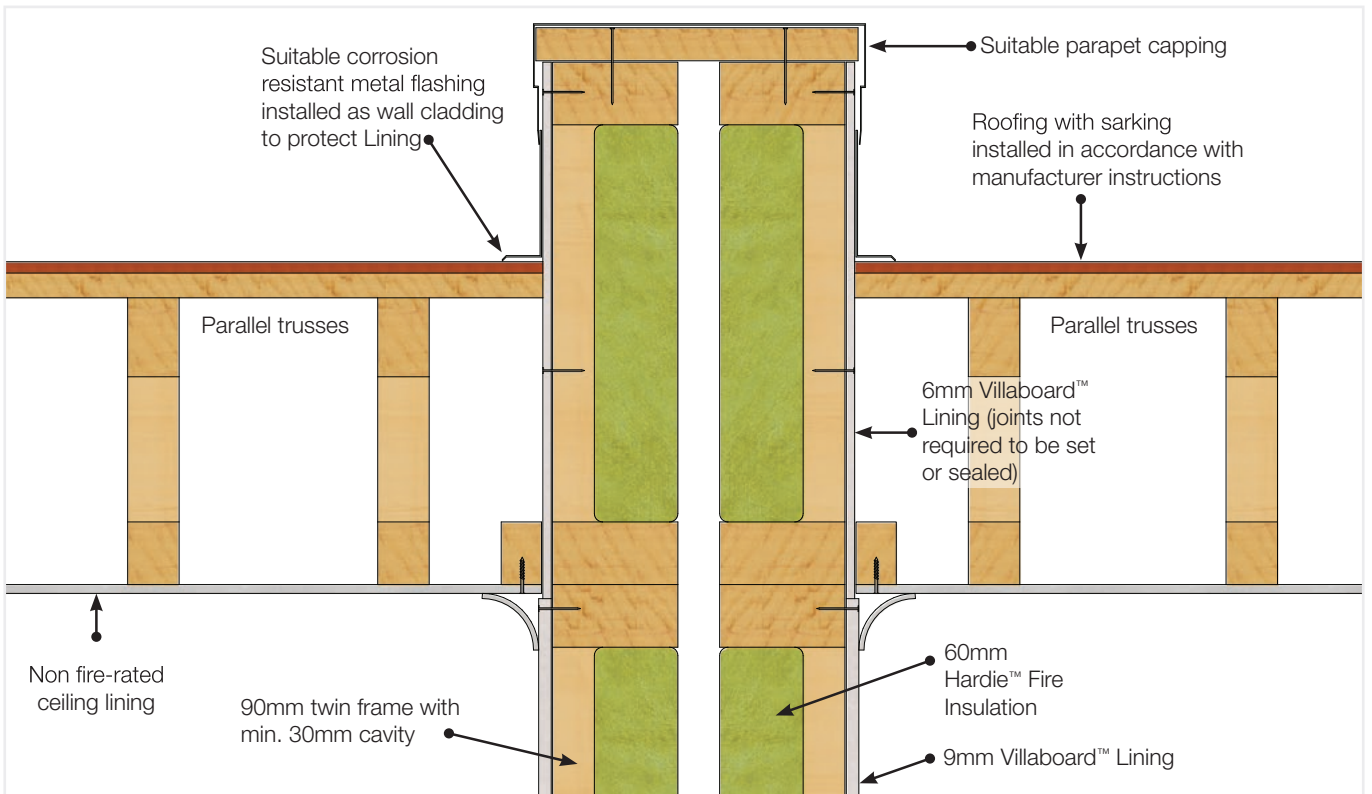 Suitable corrosion
resistant metal flashing
installed as wall cladding
to protect Lining
Suitable parapet capping
Roofing with sarking
installed in accordance with
manufacturer instructions
Parallel trusses
Parallel trusses
6mm Villaboard™
Lining (joints not
required to be set
or sealed)
Non fire-rated
ceiling lining
90mm twin frame with
min. 30mm cavity
60mm
Hardie™ Fire
Insulation
9mm Villaboard™ Lining